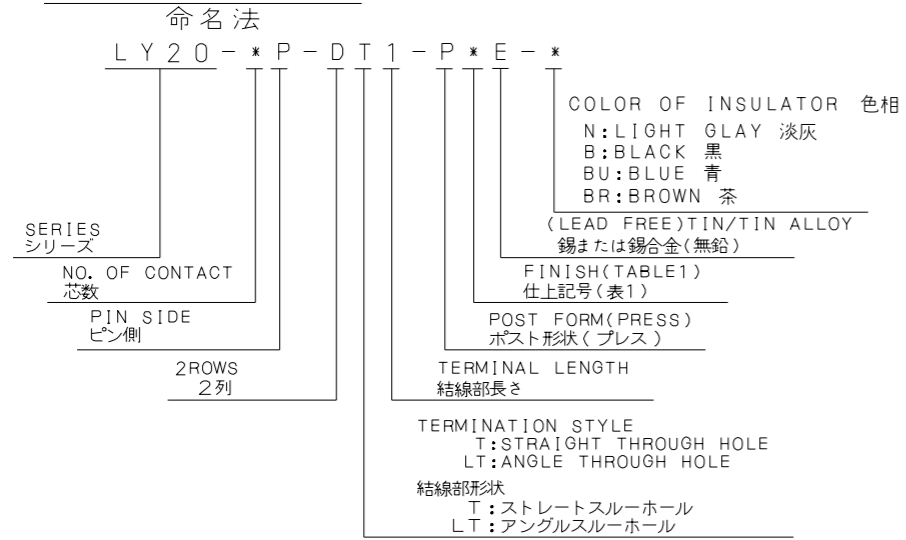 命名法
LY20-*P-DT1-P*E-*
COLOR OF INSULATOR 色相
N:LIGHT GLAY 淡灰
B:BLACK 黒
BU:BLUE 青
BR:BROWN 茶
SERIES
シリーズ
(LEAD FREE)TIN/TIN ALLOY
錫または錫合金(無鉛)
NO. OF CONTACT
芯数
FINISH(TABLE1)
仕上記号(表1)
PIN SIDE
ピン側
POST FORM(PRESS)
ポスト形状(プレス)
2ROWS
2列
TERMINAL LENGTH
結線部長さ
TERMINATION STYLE
T:STRAIGHT THROUGH HOLE
LT:ANGLE THROUGH HOLE
結線部形状
T:ストレートスルーホール
LT:アングルスルーホール